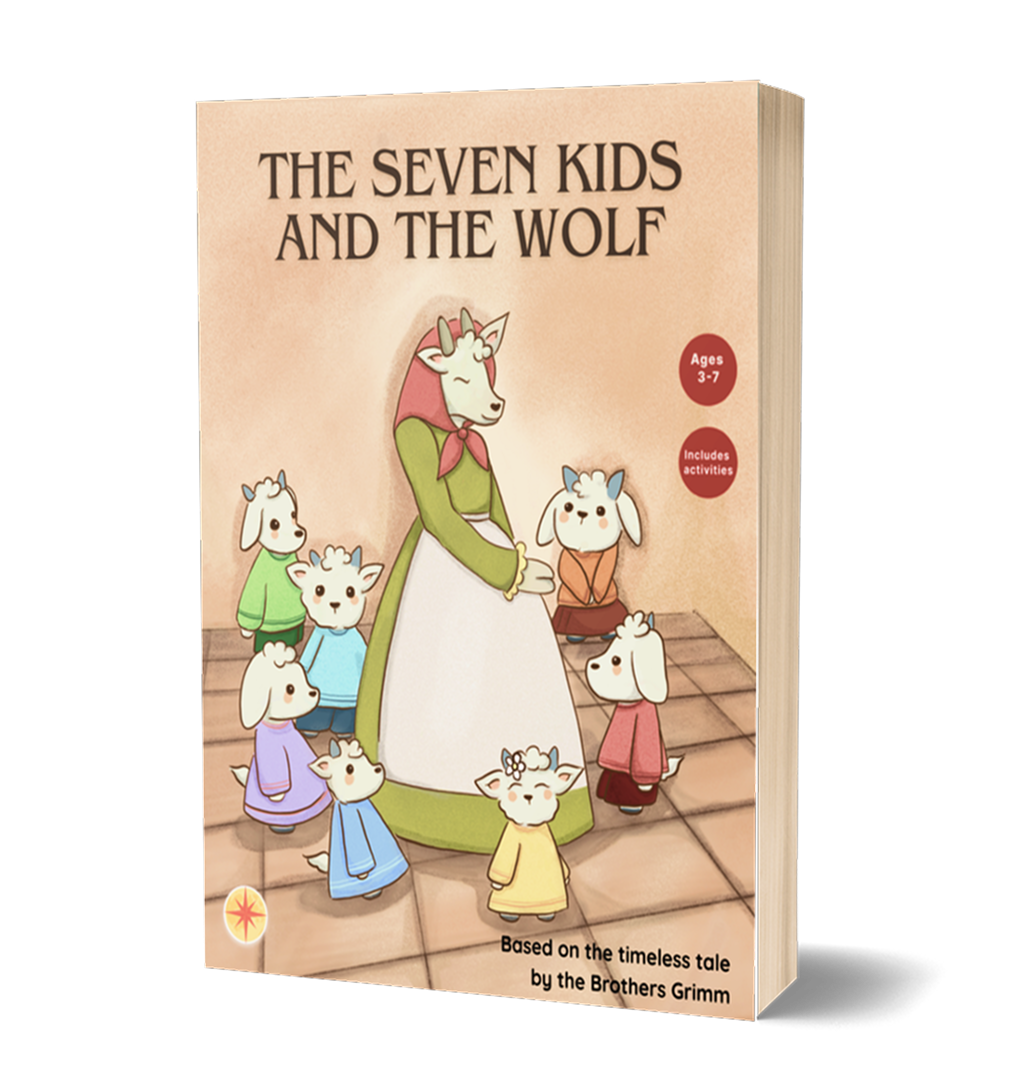 THE SEVEN KIDS
AND THE WOLF
Ages
3-7
Includes
activities
Based on the timeless tale
by the Brothers Grimm